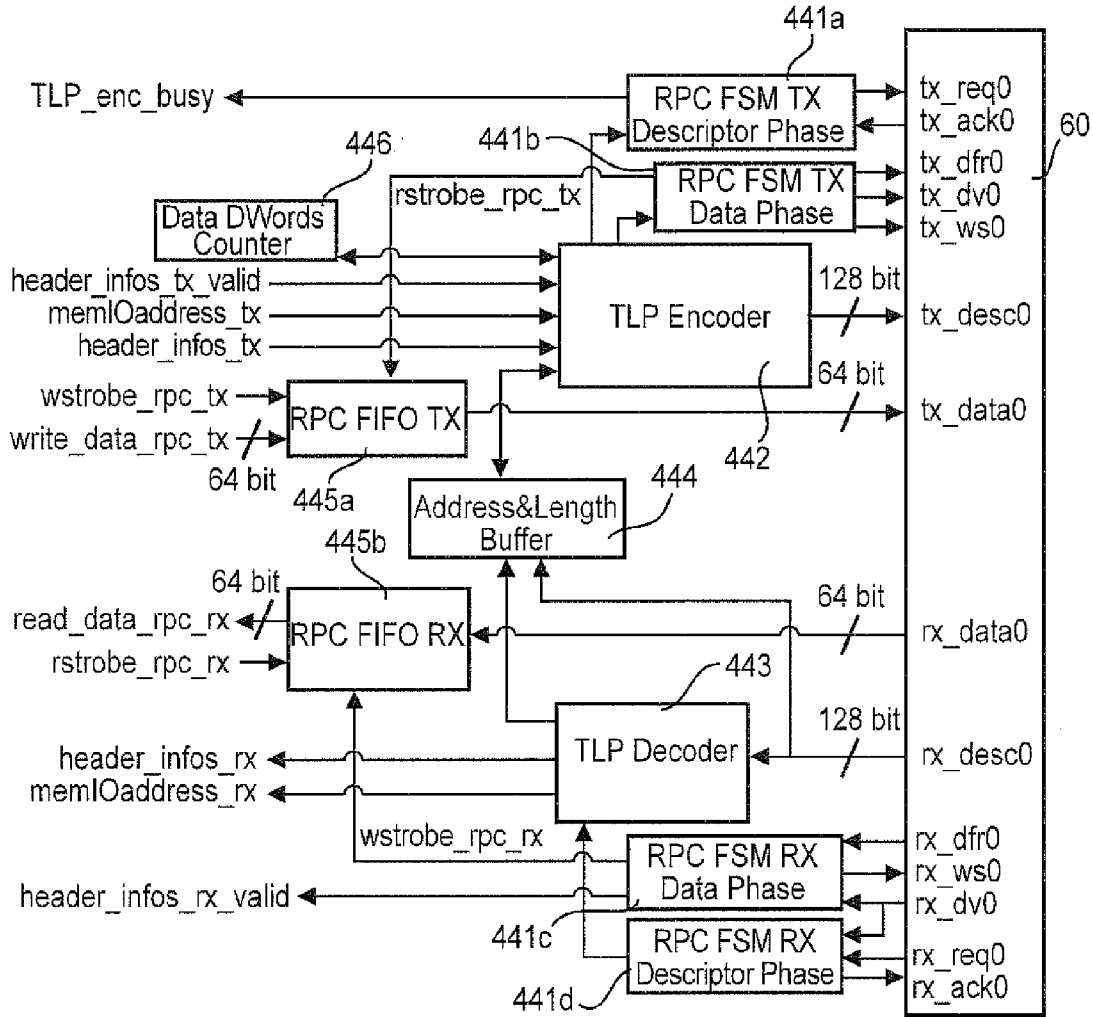 441a
TLP_enc_busy
RPC FSM TX
Descriptor Phase
tx_req0
tx_ack0
60
441b
446
rstrobe_rpc_tx
RPC FSM TX
Data Phase
tx_dfr0
tx_dv0
tx_ws0
Data DWords
Counter
header_infos_tx_valid
memIOaddress_tx
header_infos_tx
TLP Encoder
128 bit
tx_desc0
wstrobe_rpc_tx
write_data_rpc_tx
64 bit
RPC FIFO TX
445a
442
64 bit
tx_data0
Address&Length
Buffer
444
445b
64 bit
read_data_rpc_rx
rstrobe_rpc_rx
RPC FIFO RX
64 bit
rx_data0
443
TLP Decoder
128 bit
rx_desc0
header_infos_rx
memIOaddress_rx
wstrobe_rpc_rx
header_infos_rx_valid
RPC FSM RX
Data Phase
441c
rx_dfr0
rx_ws0
rx_dv0
RPC FSM RX
Descriptor Phase
441d
rx_req0
rx_ack0